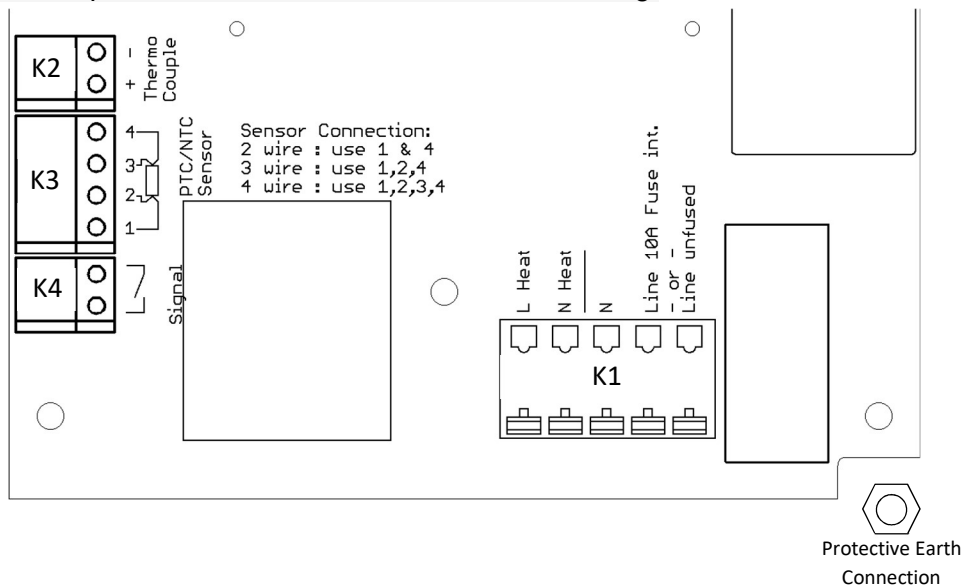 K2
-
+
Thermo
Couple
K3
4
3
2
1
PTC/NTC
Sensor
Sensor Connection:
2 wire : use 1 & 4
3 wire : use 1,2,4
4 wire : use 1,2,3,4
K4
Signal
L Heat
N Heat
N
Line 10A Fuse int.
- or -
Line unfused
K1
Protective Earth
Connection